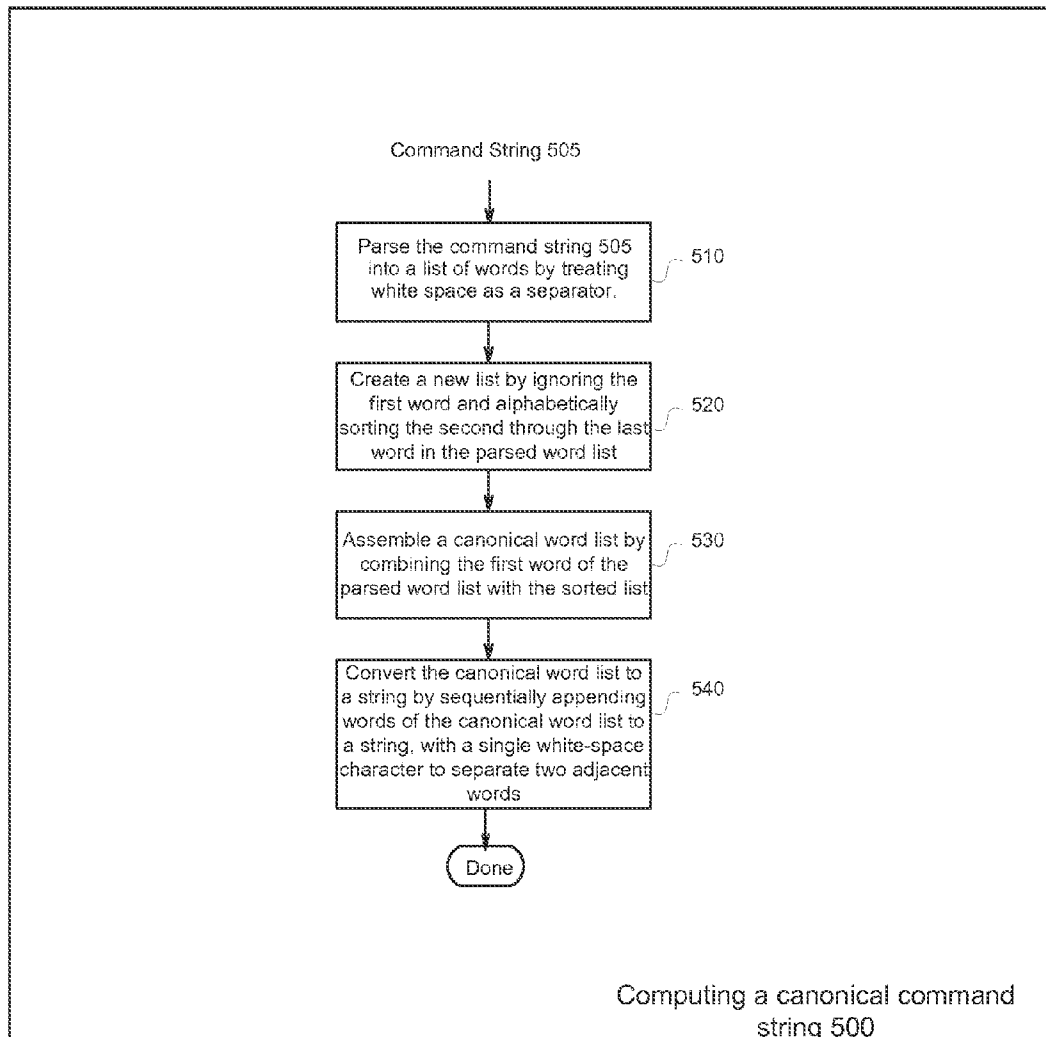 Command String 505
Parse the command string 505
into a list of words by treating
white space as a separator.
510
Create a new list by ignoring the
first word and alphabetically
sorting the second through the last
word in the parsed word list
520
Assemble a canonical word list by
combining the first word of the
parsed word list with the sorted list
530
Convert the canonical word list to
a string by sequentially appending
words of the canonical word list to
a string, with a single white-space
character to separate two adjacent
words
540
Done
Computing a canonical command
string 500